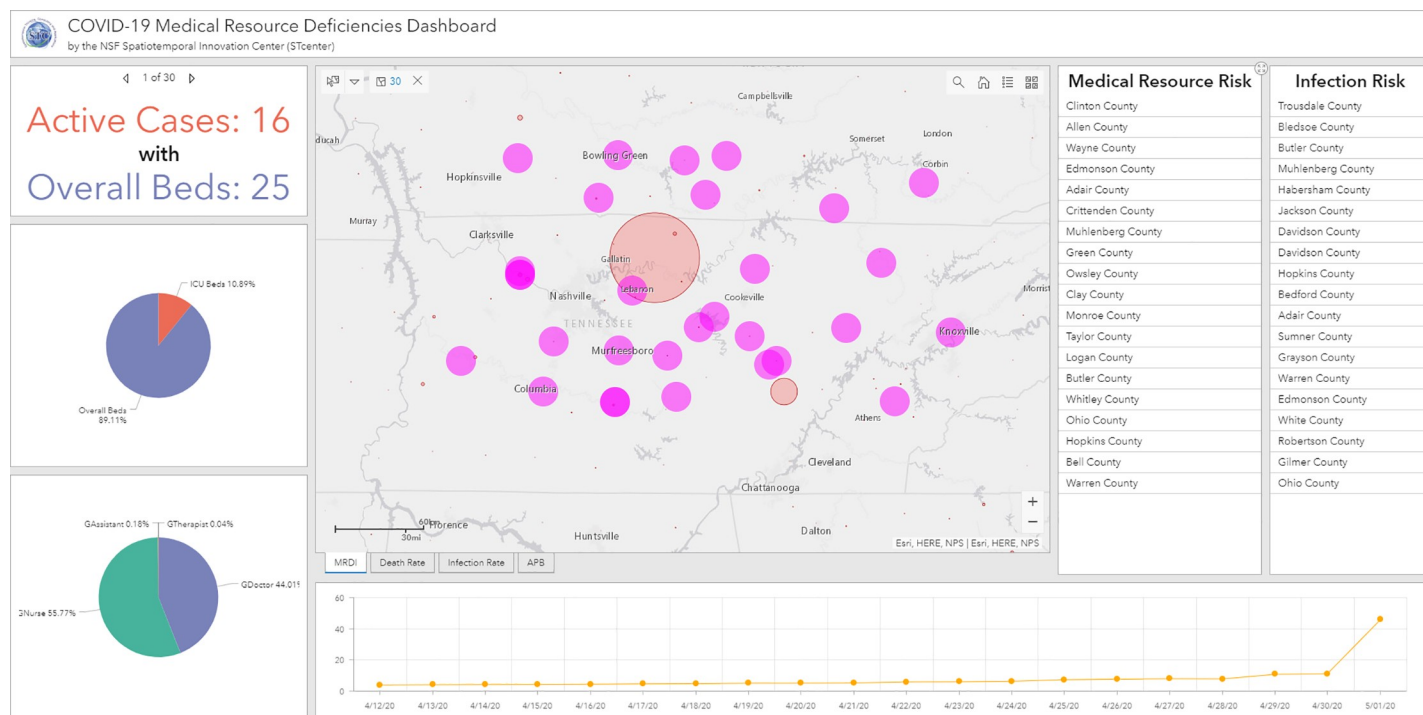 COVID-19 Medical Resource Deficiencies Dashboard
by the NSF Spatiotemporal Innovation Center (STcenter)
1 of 30
Active Cases: 16
with
Overall Beds: 25
ICU Beds 10.89%
Overall Beds
89.11%
GAssistant 0.18%
GTherapist 0.04%
GDoctor 44.01%
GNurse 55.77%
30
Campbellsville
ducah
Somerset
London
Bowling Green
Corbin
Hopkinsville
Murray
Clarksville
Gallatin
Lebanon
Nashville
Cookeville
Morrist
TENNESSEE
Knoxville
Murfreesboro
Columbia
Athens
Cleveland
Chattanooga
60km
30mi
Florence
Huntsville
Dalton
+
−
Esri, HERE, NPS | Esri, HERE, NPS
MRDI
Death Rate
Infection Rate
APB
Medical Resource Risk
Clinton County
Allen County
Wayne County
Edmonson County
Adair County
Crittenden County
Muhlenberg County
Green County
Owsley County
Clay County
Monroe County
Taylor County
Logan County
Butler County
Whitley County
Ohio County
Hopkins County
Bell County
Warren County
Infection Risk
Trousdale County
Bledsoe County
Butler County
Muhlenberg County
Habersham County
Jackson County
Davidson County
Davidson County
Hopkins County
Bedford County
Adair County
Sumner County
Grayson County
Warren County
Edmonson County
White County
Robertson County
Gilmer County
Ohio County
60
40
20
0
4/12/20 4/13/20 4/14/20 4/15/20 4/16/20 4/17/20 4/18/20 4/19/20 4/20/20 4/21/20 4/22/20 4/23/20 4/24/20 4/25/20 4/26/20 4/27/20 4/28/20 4/29/20 4/30/20 5/01/20